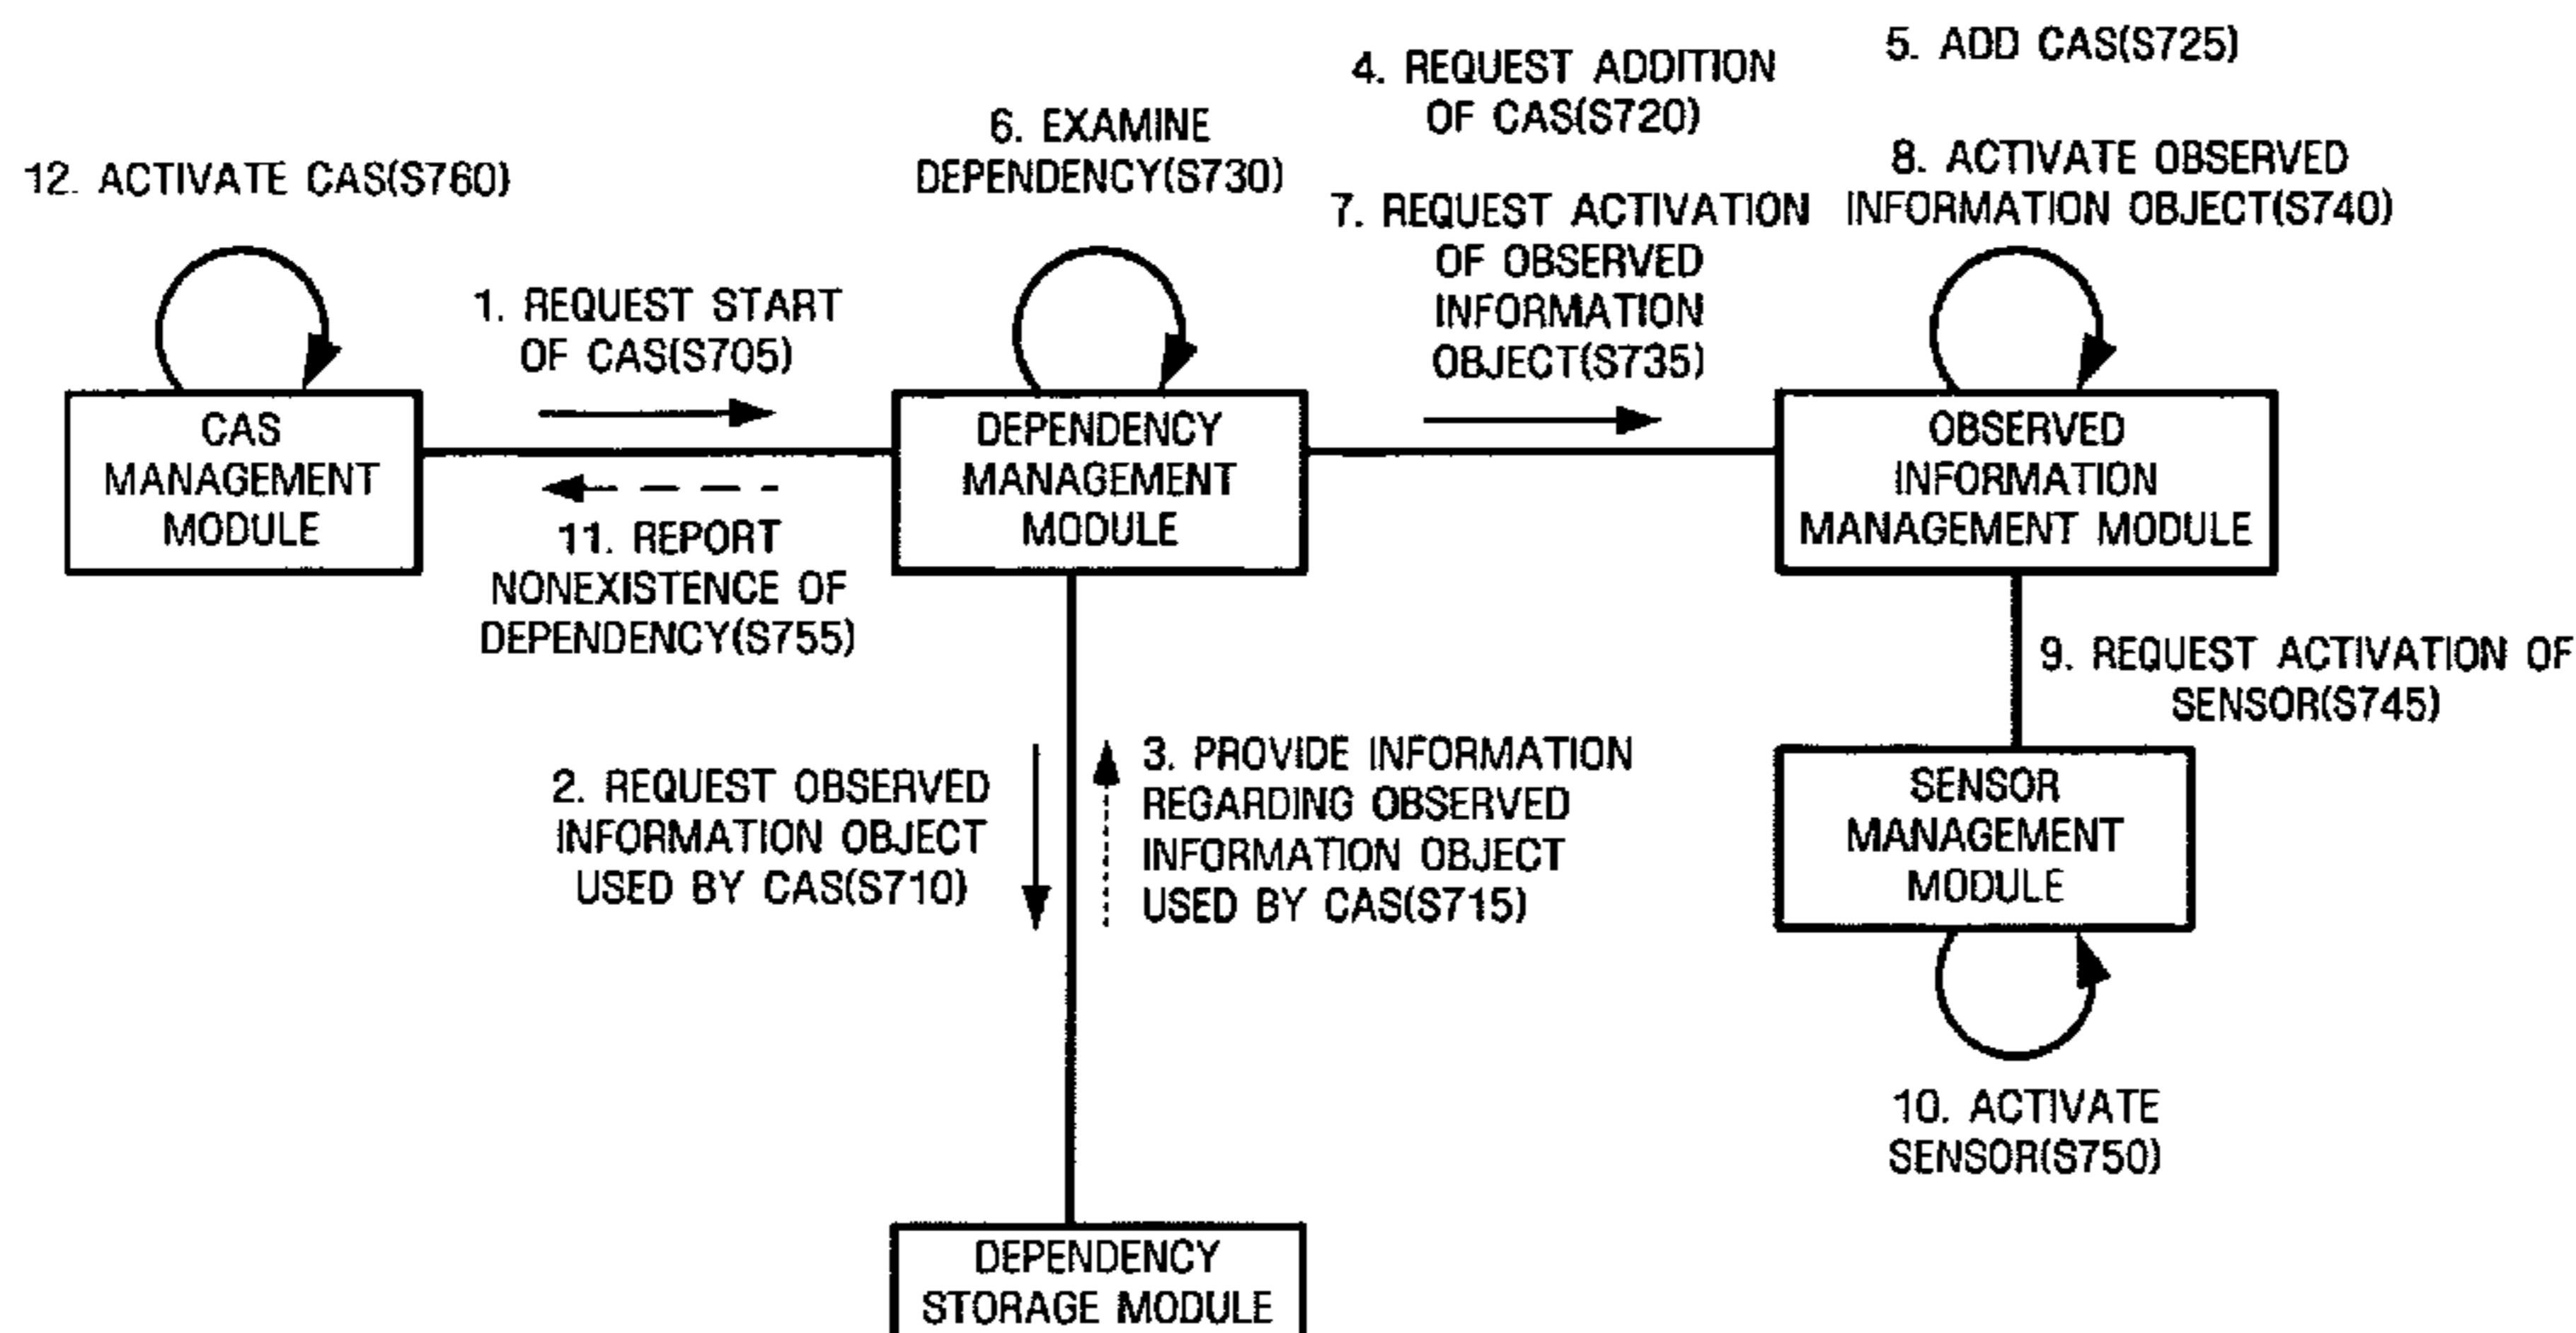 5. ADD CAS(S725)
4. REQUEST ADDITION
OF CAS(S720)
6. EXAMINE
DEPENDENCY(S730)
12. ACTIVATE CAS(S760)
8. ACTIVATE OBSERVED
INFORMATION OBJECT(S740)
7. REQUEST ACTIVATION
OF OBSERVED
INFORMATION
OBJECT(S735)
1. REQUEST START
OF CAS(S705)
CAS
MANAGEMENT
MODULE
DEPENDENCY
MANAGEMENT
MODULE
OBSERVED
INFORMATION
MANAGEMENT MODULE
11. REPORT
NONEXISTENCE OF
DEPENDENCY(S755)
9. REQUEST ACTIVATION OF
SENSOR(S745)
2. REQUEST OBSERVED
INFORMATION OBJECT
USED BY CAS(S710)
3. PROVIDE INFORMATION
REGARDING OBSERVED
INFORMATION OBJECT
USED BY CAS(S715)
SENSOR
MANAGEMENT
MODULE
10. ACTIVATE
SENSOR(S750)
DEPENDENCY
STORAGE MODULE